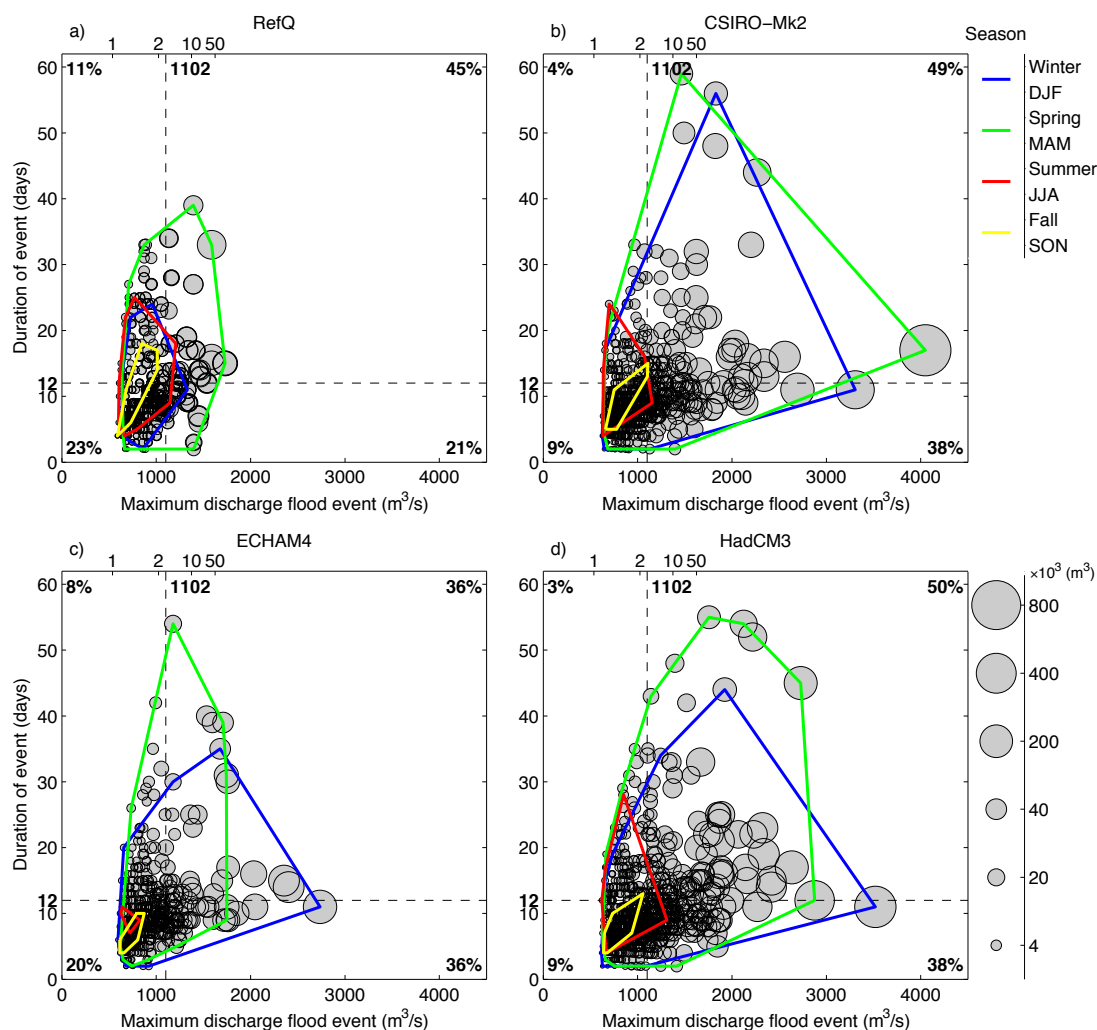 a) RefQ
1 2 10 50
11% 1102 45%
60
50
40
30
20
12
10
0
23% 21%
0 1000 2000 3000 4000
Maximum discharge flood event (m³/s)
Duration of event (days)
b) CSIRO−Mk2
1 2 10 50
4% 1102 49%
60
50
40
30
20
12
10
0
9% 38%
0 1000 2000 3000 4000
Maximum discharge flood event (m³/s)
Season
Winter
DJF
Spring
MAM
Summer
JJA
Fall
SON
c) ECHAM4
1 2 10 50
8% 1102 36%
60
50
40
30
20
12
10
0
20% 36%
0 1000 2000 3000 4000
Maximum discharge flood event (m³/s)
Duration of event (days)
d) HadCM3
1 2 10 50
3% 1102 50%
60
50
40
30
20
12
10
0
9% 38%
0 1000 2000 3000 4000
Maximum discharge flood event (m³/s)
×10³ (m³)
800
400
200
40
20
4